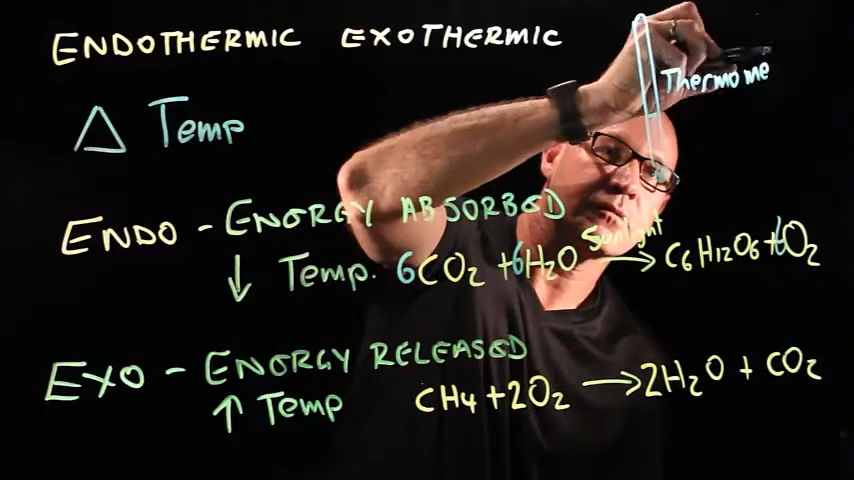 ENDOTHERMIC EXOTHERMIC
Thermome
Δ Temp
ENDO - ENERGY ABSORBED
Sunlight
↓ Temp. 6CO₂ + 6H₂O → C₆H₁₂O₆ + 6O₂
EXO - ENERGY RELEASED
↑ Temp CH₄ + 2O₂ → 2H₂O + CO₂